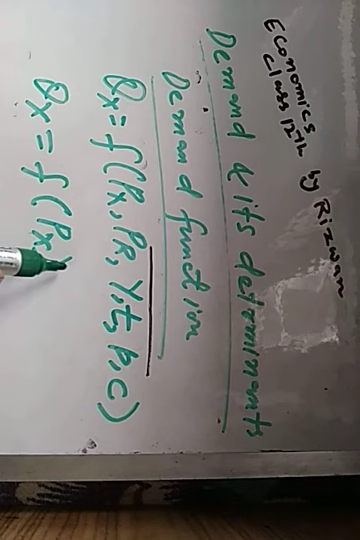 Economics by Rizwan
class 12th
Demand & its determinants
Demand function
Qx = f(Px, PR, Y, t, P, C)
Qx = f(Px